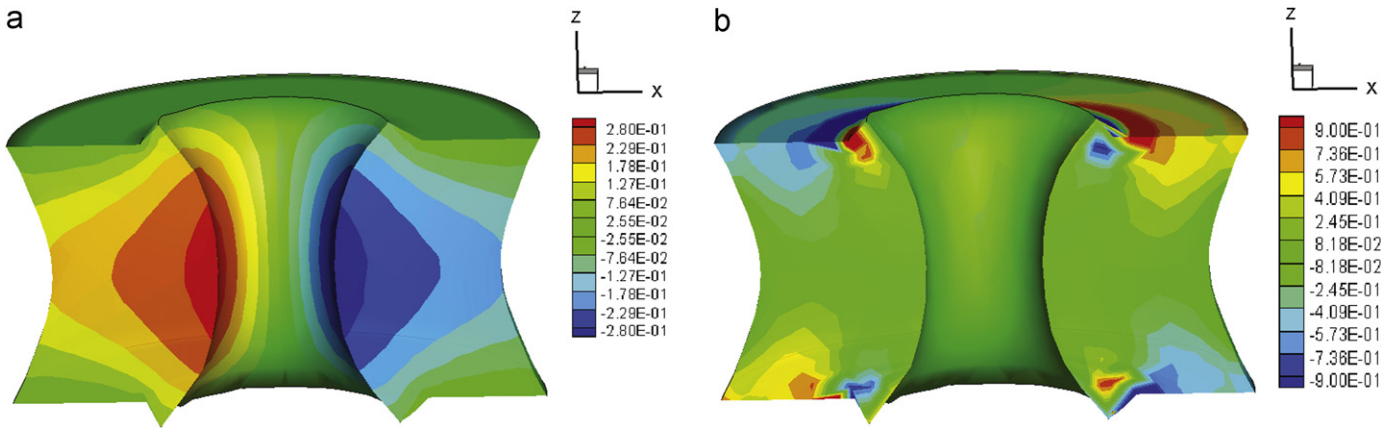 a
z
x
2.80E-01
2.29E-01
1.78E-01
1.27E-01
7.64E-02
2.55E-02
-2.55E-02
-7.64E-02
-1.27E-01
-1.78E-01
-2.29E-01
-2.80E-01
b
z
x
9.00E-01
7.36E-01
5.73E-01
4.09E-01
2.45E-01
8.18E-02
-8.18E-02
-2.45E-01
-4.09E-01
-5.73E-01
-7.36E-01
-9.00E-01